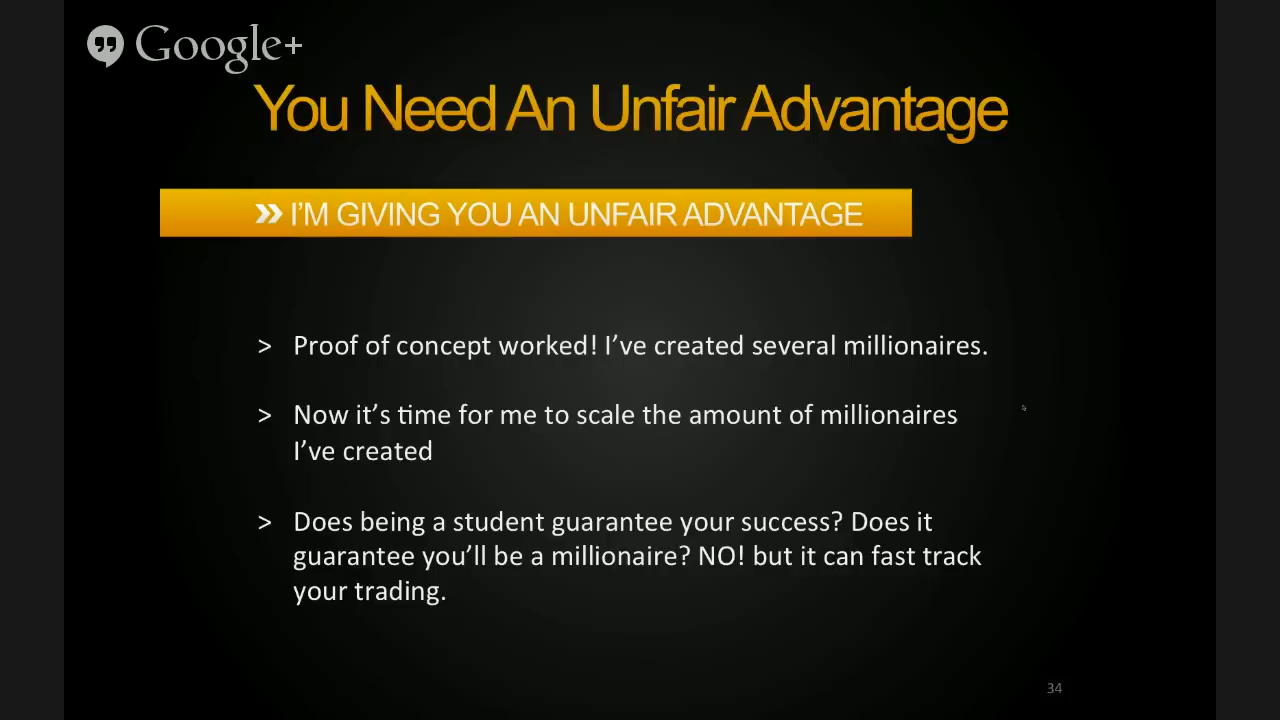 Google+
You Need An Unfair Advantage
» I'M GIVING YOU AN UNFAIR ADVANTAGE
> Proof of concept worked! I've created several millionaires.
> Now it's time for me to scale the amount of millionaires
I've created
> Does being a student guarantee your success? Does it
guarantee you'll be a millionaire? NO! but it can fast track
your trading.
34